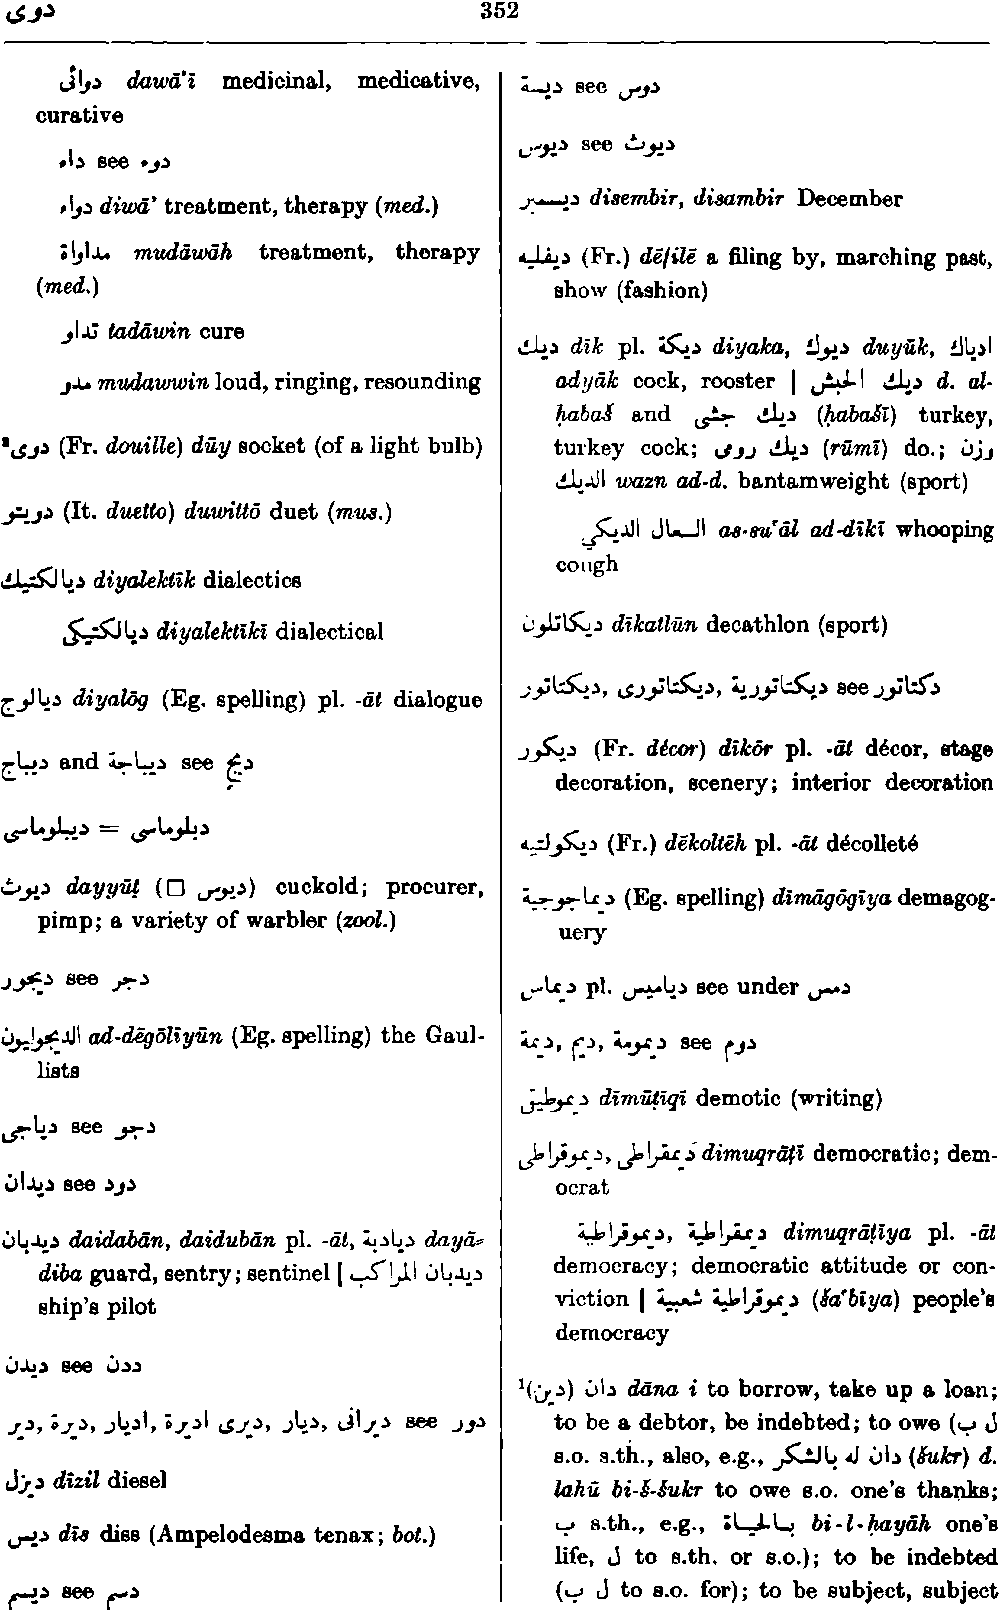 دوى
352
دوائى dawā'ī medicinal, medicative,
curative
داء see دوء
دواء diwā' treatment, therapy (med.)
مداواة mudāwāh treatment, therapy
(med.)
تداو tadāwin cure
مدو mudawwin loud, ringing, resounding
²دوى (Fr. douille) dūy socket (of a light bulb)
دويتو (It. duetto) duwittō duet (mus.)
ديالكتيك diyalektīk dialectics
ديالكتيكى diyalektīkī dialectical
ديالوج diyalōg (Eg. spelling) pl. -āt dialogue
ديباج and ديباجة see دبج
ديبلوماسى = دبلوماسى
ديوث dayyūṯ (□ ديوس) cuckold; procurer,
pimp; a variety of warbler (zool.)
ديجور see دجر
الديجوليون ad-dēgōlīyūn (Eg. spelling) the Gaul-
lists
دياجى see دجو
ديدان see دود
ديدبان daidabān, daidubān pl. -āt, ديادبة dayā-
diba guard, sentry; sentinel | ديدبان المراكب
ship's pilot
ديدن see ددن
دير, ديرة, اديار, اديرة, ديرى, ديار, ديرانى see دور
ديزل dīzil diesel
ديس dīs diss (Ampelodesma tenax; bot.)
ديسم see دسم
ديسة see دوس
ديوس see ديوث
ديسمبر disembir, disambir December
ديفليه (Fr.) dēfilē a filing by, marching past,
show (fashion)
ديك dīk pl. ديكة diyaka, ديوك duyūk, ادياك
adyāk cock, rooster | ديك الحبش d. al-
ḥabaš and ديك حبشى (ḥabašī) turkey,
turkey cock; ديك رومى (rūmī) do.; وزن
الديك wazn ad-d. bantamweight (sport)
السعال الديكي as-suʿāl ad-dīkī whooping
cough
ديكاتلون dīkatlūn decathlon (sport)
ديكتاتور, ديكتاتورى, ديكتاتورية see دكتاتور
ديكور (Fr. décor) dīkōr pl. -āt décor, stage
decoration, scenery; interior decoration
ديكولتيه (Fr.) dēkoltēh pl. -āt décolleté
ديماجوجية (Eg. spelling) dīmāgōgīya demagog-
uery
ديماس pl. دياميس see under دمس
ديمة, ديم, ديمومة see دوم
ديموطيقى dīmūṭīqī demotic (writing)
ديمقراطى, ديموقراطى dimuqrāṭī democratic; dem-
ocrat
ديمقراطية, ديموقراطية dimuqrāṭīya pl. -āt
democracy; democratic attitude or con-
viction | ديموقراطية شعبية (šaʿbīya) people's
democracy
¹(دين) دان dāna i to borrow, take up a loan;
to be a debtor, be indebted; to owe (ل ب
s.o. s.th., also, e.g., دان له بالشكر (šukr) d.
lahū bi-š-šukr to owe s.o. one's thanks;
ب s.th., e.g., بالحياة bi-l-ḥayāh one's
life, ل to s.th. or s.o.); to be indebted
(ل ب to s.o. for); to be subject, subject